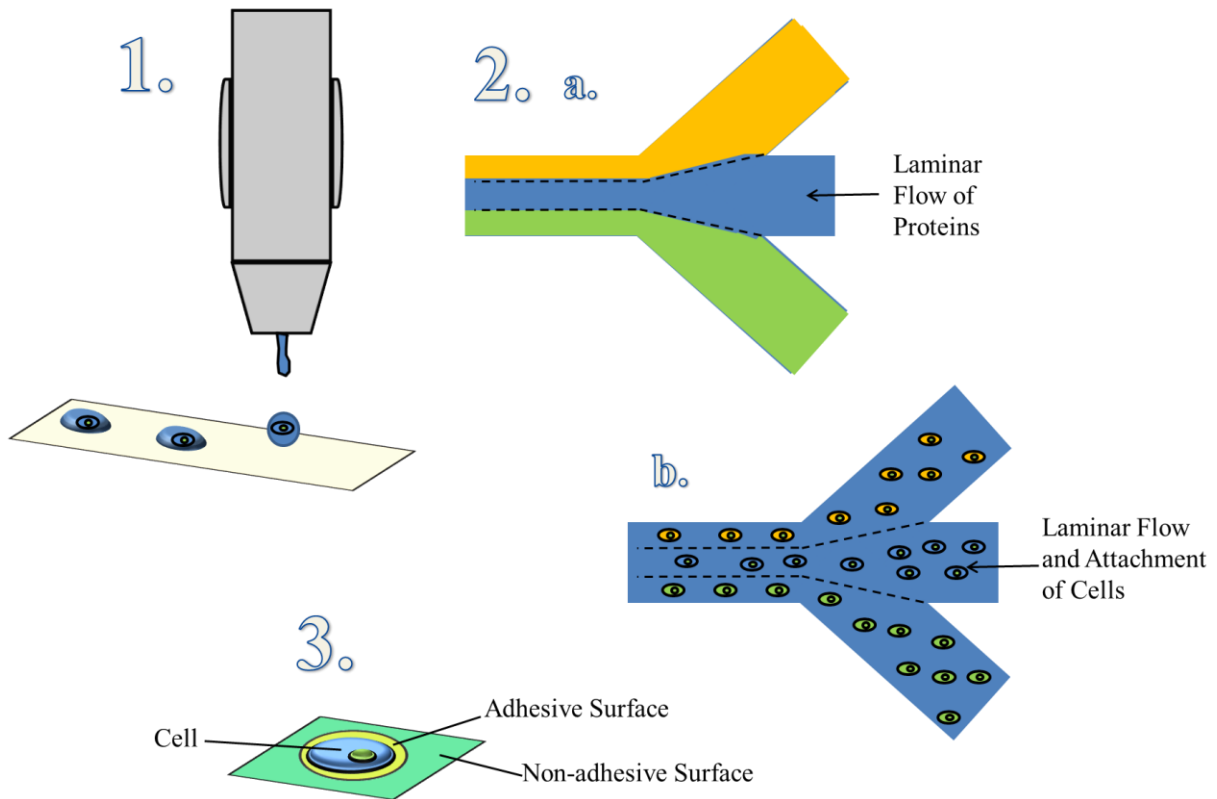 1.
2. a.
Laminar
Flow of
Proteins
b.
Laminar Flow
and Attachment
of Cells
3.
Adhesive Surface
Cell
Non-adhesive Surface